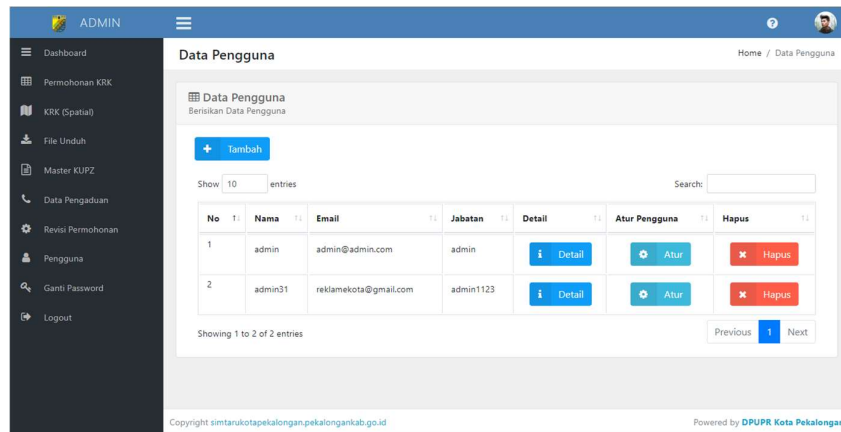 ADMIN
Dashboard
Permohonan KRK
KRK (Spatial)
File Unduh
Master KUPZ
Data Pengaduan
Revisi Permohonan
Pengguna
Ganti Password
Logout
Data Pengguna
Home / Data Pengguna
Data Pengguna
Berisikan Data Pengguna
Tambah
Show 10 entries
Search:
No Nama Email Jabatan Detail Atur Pengguna Hapus
1 admin admin@admin.com admin Detail Atur Hapus
2 admin31 reklamekota@gmail.com admin1123 Detail Atur Hapus
Showing 1 to 2 of 2 entries
Previous 1 Next
Copyright simtarukotapekalongan.pekalongankab.go.id
Powered by DPUPR Kota Pekalongan